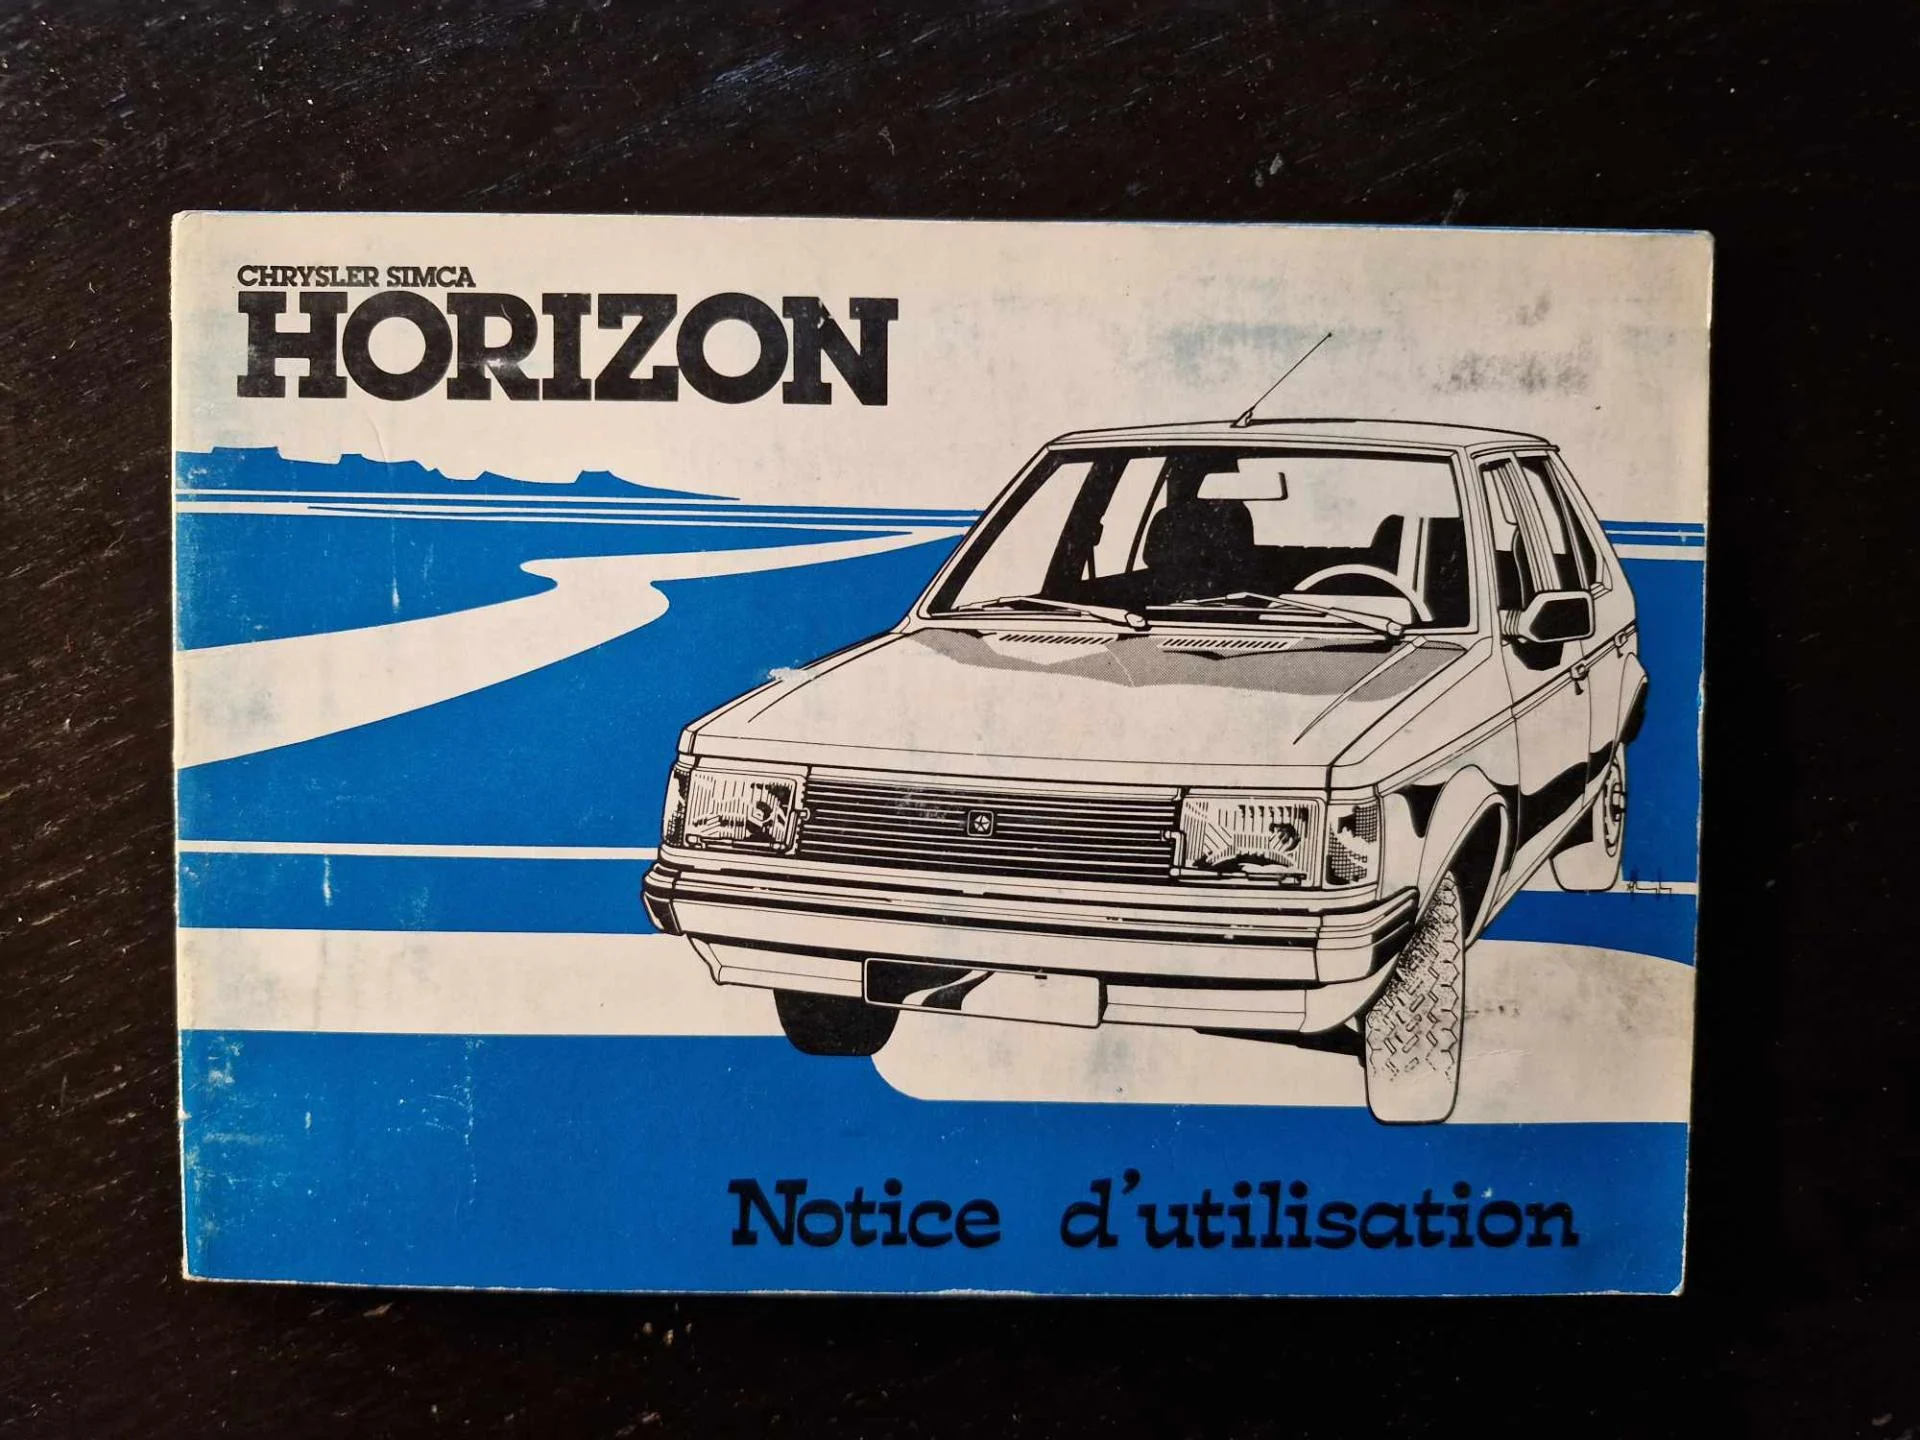 CHRYSLER SIMCA
HORIZON
Notice d'utilisation